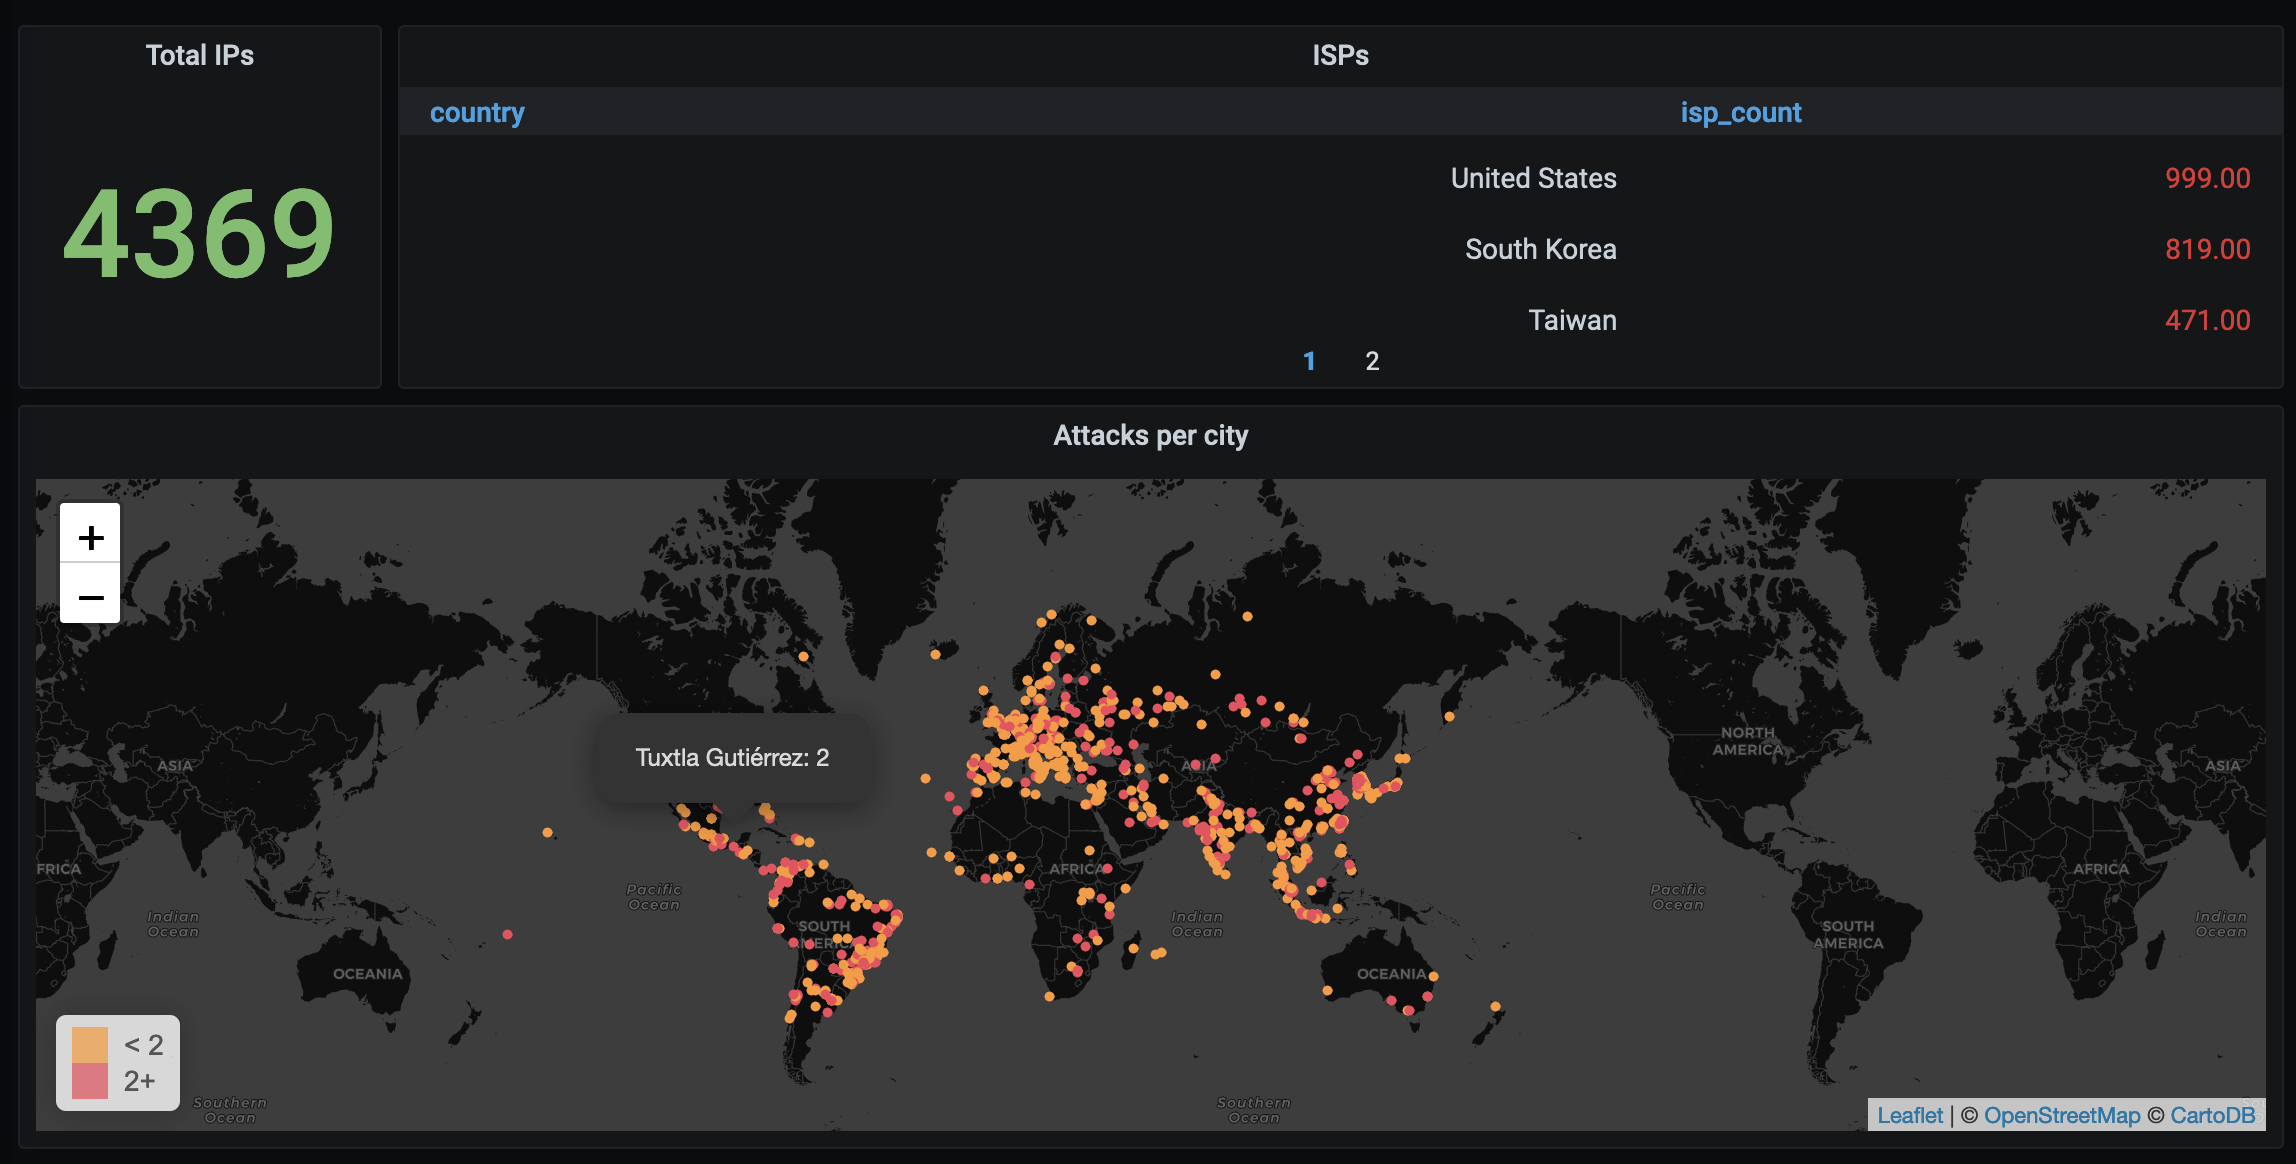 Total IPs
4369
ISPs
country isp_count
United States 999.00
South Korea 819.00
Taiwan 471.00
1 2
Attacks per city
+
−
Tuxtla Gutiérrez: 2
NORTH
AMERICA
ASIA
ASIA
ASIA
FRICA
AFRICA
AFRICA
Pacific
Ocean
Pacific
Ocean
Indian
Ocean
Indian
Ocean
Indian
Ocean
SOUTH
AMERICA
SOUTH
AMERICA
OCEANIA
OCEANIA
< 2
2+
Southern
Ocean
Southern
Ocean
Leaflet | © OpenStreetMap © CartoDB